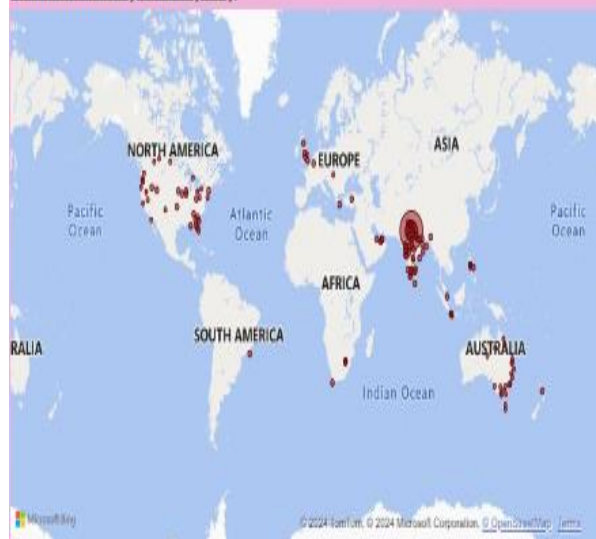 NORTH AMERICA
EUROPE
ASIA
Pacific
Ocean
Atlantic
Ocean
Pacific
Ocean
AFRICA
SOUTH AMERICA
RALIA
AUSTRALIA
Indian Ocean
Microsoft Bing
© 2024 TomTom, © 2024 Microsoft Corporation, © OpenStreetMap Terms